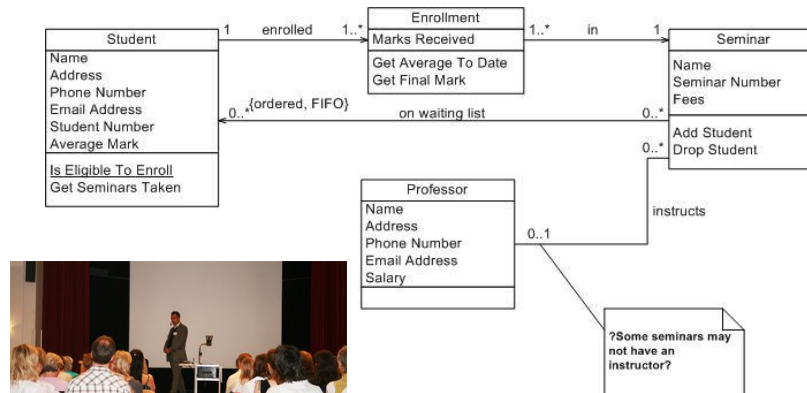 Student
Name
Address
Phone Number
Email Address
Student Number
Average Mark
Is Eligible To Enroll
Get Seminars Taken
1 enrolled 1..*
Enrollment
Marks Received
Get Average To Date
Get Final Mark
1..* in 1
Seminar
Name
Seminar Number
Fees
Add Student
Drop Student
{ordered, FIFO}
0..* on waiting list 0..*
0..*
instructs
0..1
Professor
Name
Address
Phone Number
Email Address
Salary
?Some seminars may
not have an
instructor?